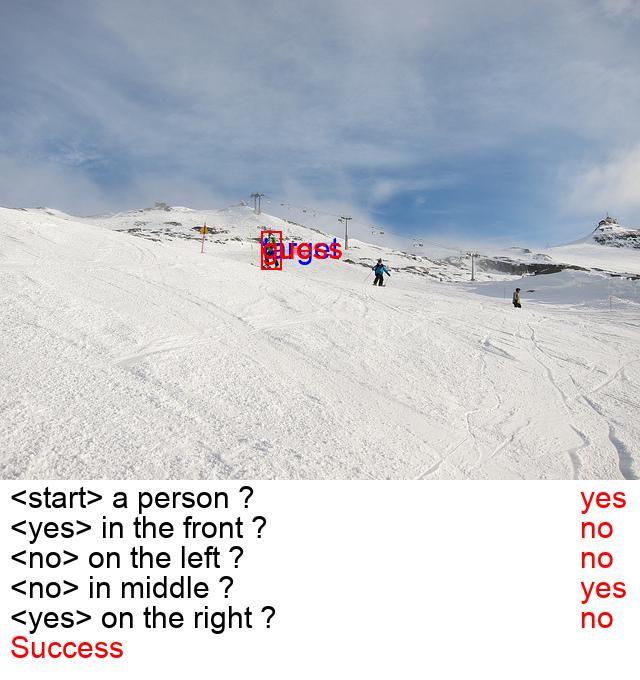 guess
<start> a person ? yes
<yes> in the front ? no
<no> on the left ? no
<no> in middle ? yes
<yes> on the right ? no
Success